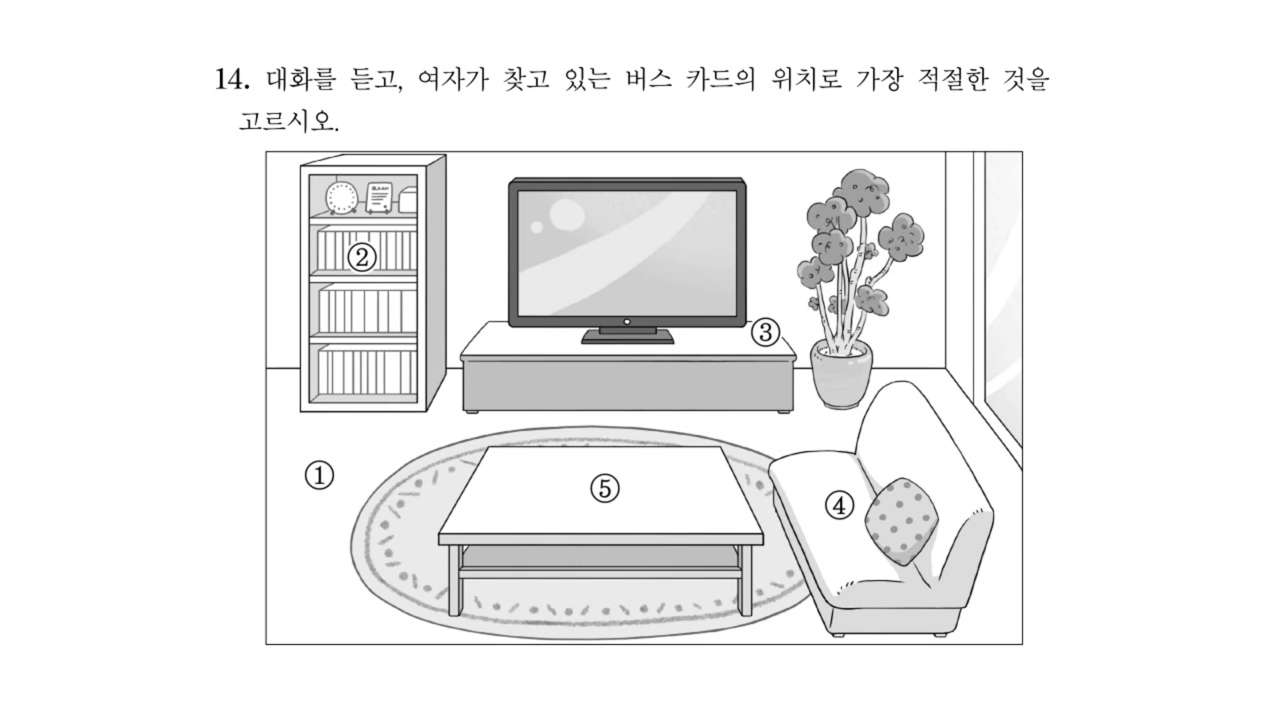 14. 대화를 듣고, 여자가 찾고 있는 버스 카드의 위치로 가장 적절한 것을
고르시오.
②
③
①
⑤
④